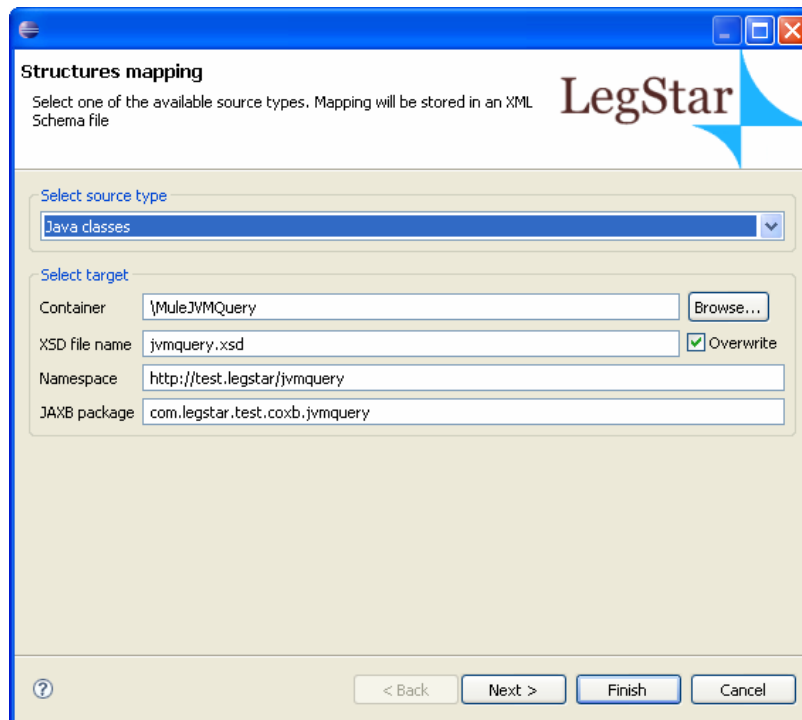 Structures mapping
Select one of the available source types. Mapping will be stored in an XML
Schema file
LegStar
Select source type
Java classes
Select target
Container \MuleJVMQuery Browse...
XSD file name jvmquery.xsd Overwrite
Namespace http://test.legstar/jvmquery
JAXB package com.legstar.test.coxb.jvmquery
? < Back Next > Finish Cancel